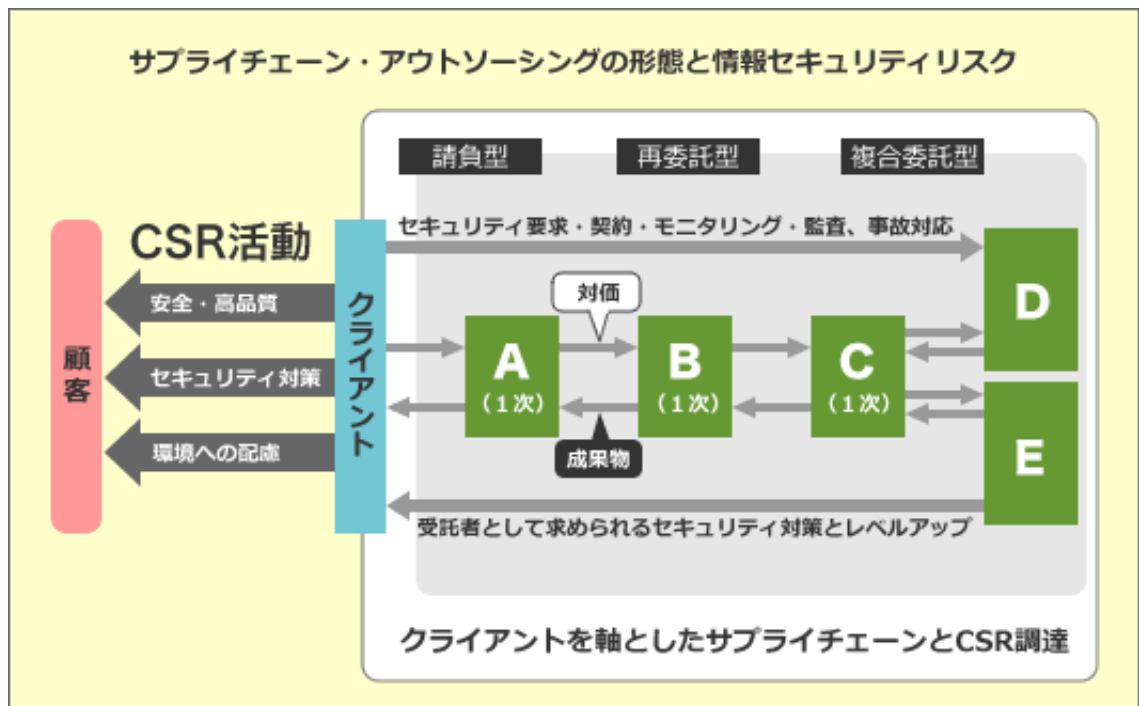 サプライチェーン・アウトソーシングの形態と情報セキュリティリスク
請負型
再委託型
複合委託型
セキュリティ要求・契約・モニタリング・監査、事故対応
CSR活動
安全・高品質
セキュリティ対策
環境への配慮
顧客
クライアント
対価
A
(1次)
B
(1次)
C
(1次)
D
E
成果物
受託者として求められるセキュリティ対策とレベルアップ
クライアントを軸としたサプライチェーンとCSR調達